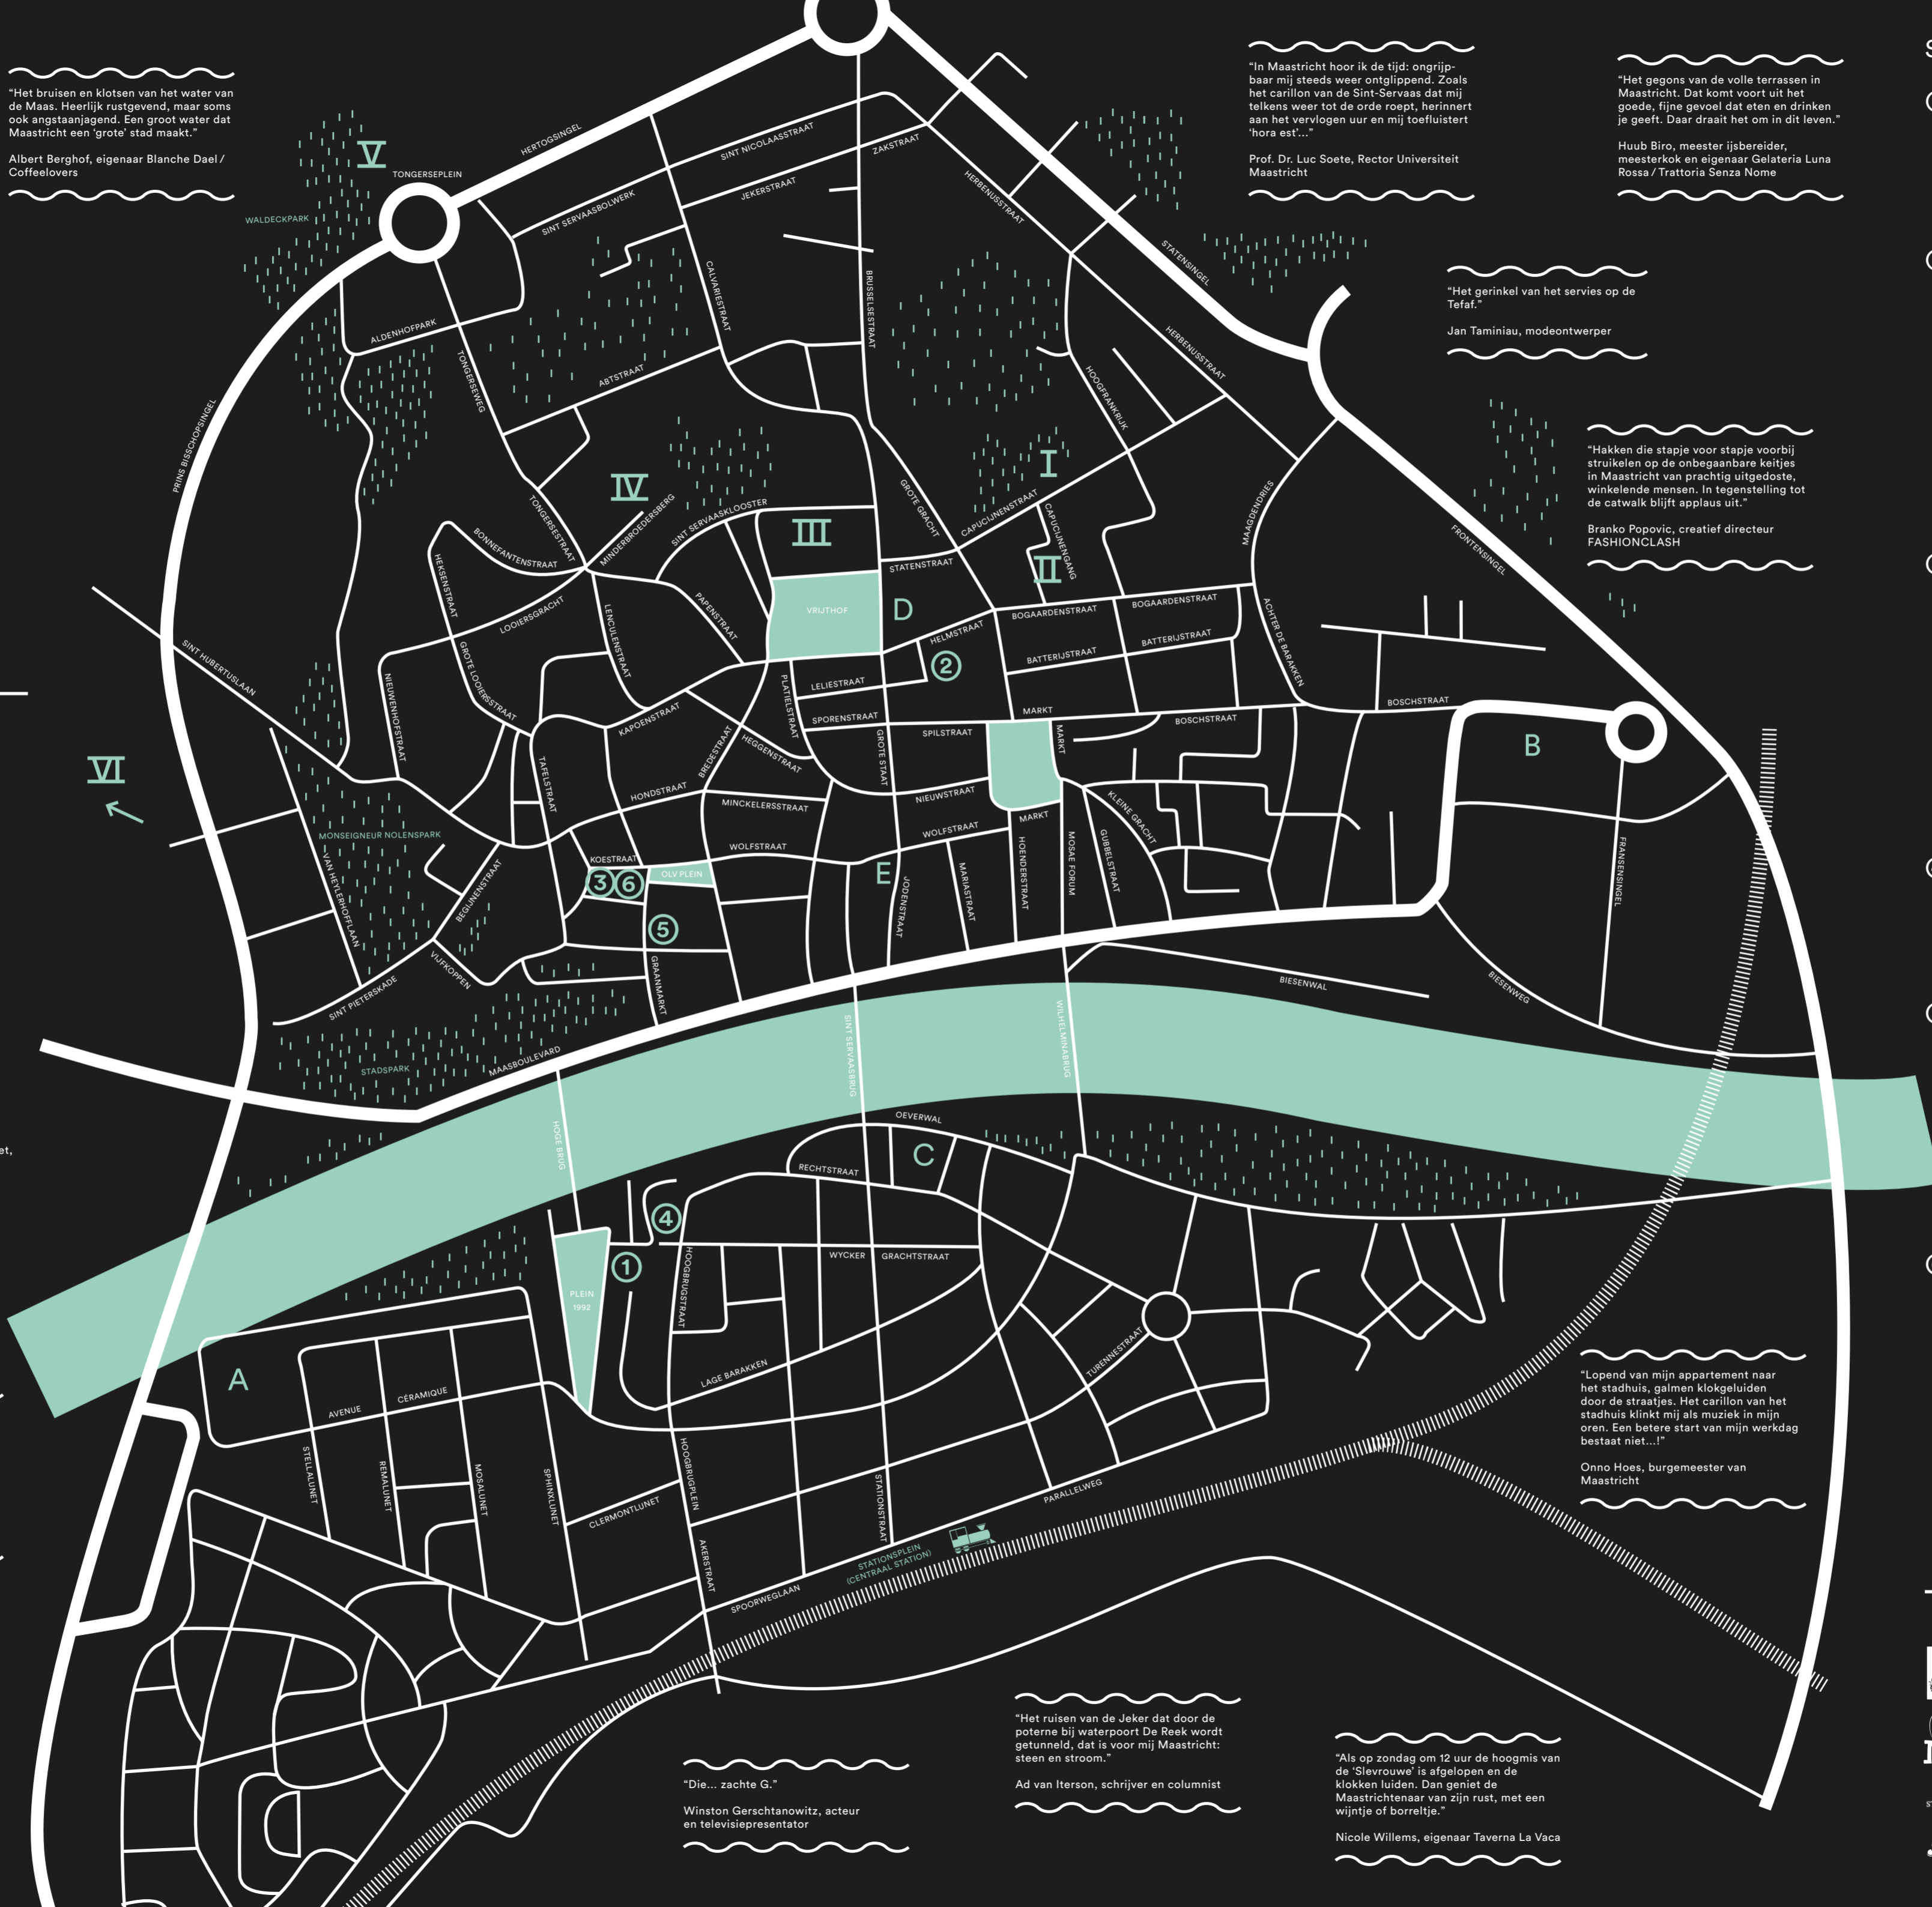 “Het bruisen en klotsen van het water van
de Maas. Heerlijk rustgevend, maar soms
ook angstaanjagend. Een groot water dat
Maastricht een ‘grote’ stad maakt.”
Albert Berghof, eigenaar Blanche Dael /
Coffeelovers
“In Maastricht hoor ik de tijd: ongrijp-
baar mij steeds weer ontglippend. Zoals
het carillon van de Sint-Servaas dat mij
telkens weer tot de orde roept, herinnert
aan het vervlogen uur en mij toefluistert
‘hora est’...”
Prof. Dr. Luc Soete, Rector Universiteit
Maastricht
“Het gegons van de volle terrassen in
Maastricht. Dat komt voort uit het
goede, fijne gevoel dat eten en drinken
je geeft. Daar draait het om in dit leven.”
Huub Biro, meester ijsbereider,
meesterkok en eigenaar Gelateria Luna
Rossa / Trattoria Senza Nome
“Het gerinkel van het servies op de
Tefaf.”
Jan Taminiau, modeontwerper
“Hakken die stapje voor stapje voorbij
struikelen op de onbegaanbare keitjes
in Maastricht van prachtig uitgedoste,
winkelende mensen. In tegenstelling tot
de catwalk blijft applaus uit.”
Branko Popovic, creatief directeur
FASHIONCLASH
V
TONGERSEPLEIN
WALDECKPARK
HERTOGSINGEL
SINT NICOLAASSTRAAT
ZAKSTRAAT
JEKERSTRAAT
SINT SERVAASBOLWERK
HERBENUSSTRAAT
STATENSINGEL
CALVARIESTRAAT
BRUSSELSESTRAAT
ALDENHOFPARK
TONGERSEWEG
ABTSTRAAT
HERBENUSSTRAAT
HOOGFRANKRIJK
PRINS BISSCHOPSINGEL
I
IV
III
II
TONGERSESTRAAT
MINDERBROEDERSBERG
SINT SERVAASKLOOSTER
GROTE GRACHT
CAPUCIJNENSTRAAT
CAPUCIJNENGANG
MAAGDENDRIES
FRONTENSINGEL
BONNEFANTENSTRAAT
HEKSENSTRAAT
STATENSTRAAT
LOOIERSGRACHT
LENCULENSTRAAT
PAPENSTRAAT
VRIJTHOF
D
BOGAARDENSTRAAT
BOGAARDENSTRAAT
ACHTER DE BARAKKEN
HELMSTRAAT
BATTERIJSTRAAT
BATTERIJSTRAAT
2
SINT HUBERTUSLAAN
GROTE LOOIERSSTRAAT
NIEUWENHOFSTRAAT
PLATIELSTRAAT
LELIESTRAAT
KAPOENSTRAAT
SPORENSTRAAT
SPILSTRAAT
MARKT
BOSCHSTRAAT
BOSCHSTRAAT
MARKT
B
HEGGENSTRAAT
BREDESTRAAT
GROTE STAAT
TAFELSTRAAT
VI
HONDSTRAAT
MINCKELERSSTRAAT
NIEUWSTRAAT
KLEINE GRACHT
MARKT
MONSEIGNEUR NOLENSPARK
VAN HEYLERHOFFLAAN
WOLFSTRAAT
WOLFSTRAAT
HOENDERSTRAAT
MOSAE FORUM
GUBBELSTRAAT
FRANSENSINGEL
KOESTRAAT
OLV PLEIN
3
6
E
MARIASTRAAT
JODENSTRAAT
BEGIJNENSTRAAT
5
VIJFKOPPEN
GRAANMARKT
SINT PIETERSKADE
BIESENWAL
BIESENWEG
STADSPARK
MAASBOULEVARD
SINT SERVAASBRUG
WILHELMINABRUG
HOGE BRUG
OEVERWAL
C
RECHTSTRAAT
4
1
WYCKER GRACHTSTRAAT
HOOGBRUGSTRAAT
PLEIN
1992
LAGE BARAKKEN
TURENNESTRAAT
A
AVENUE CÉRAMIQUE
STELLALUNET
REMALUNET
MOSALUNET
SPHINXLUNET
CLERMONTLUNET
HOOGBRUGPLEIN
STATIONSTRAAT
AKERSTRAAT
PARALLELWEG
STATIONSPLEIN
(CENTRAAL STATION)
SPOORWEGLAAN
“Lopend van mijn appartement naar
het stadhuis, galmen klokgeluiden
door de straatjes. Het carillon van het
stadhuis klinkt mij als muziek in mijn
oren. Een betere start van mijn werkdag
bestaat niet...!”
Onno Hoes, burgemeester van
Maastricht
“Die... zachte G.”
Winston Gerschtanowitz, acteur
en televisiepresentator
“Het ruisen van de Jeker dat door de
poterne bij waterpoort De Reek wordt
getunneld, dat is voor mij Maastricht:
steen en stroom.”
Ad van Iterson, schrijver en columnist
“Als op zondag om 12 uur de hoogmis van
de ‘Slevrouwe’ is afgelopen en de
klokken luiden. Dan geniet de
Maastrichtenaar van zijn rust, met een
wijntje of borreltje.”
Nicole Willems, eigenaar Taverna La Vaca